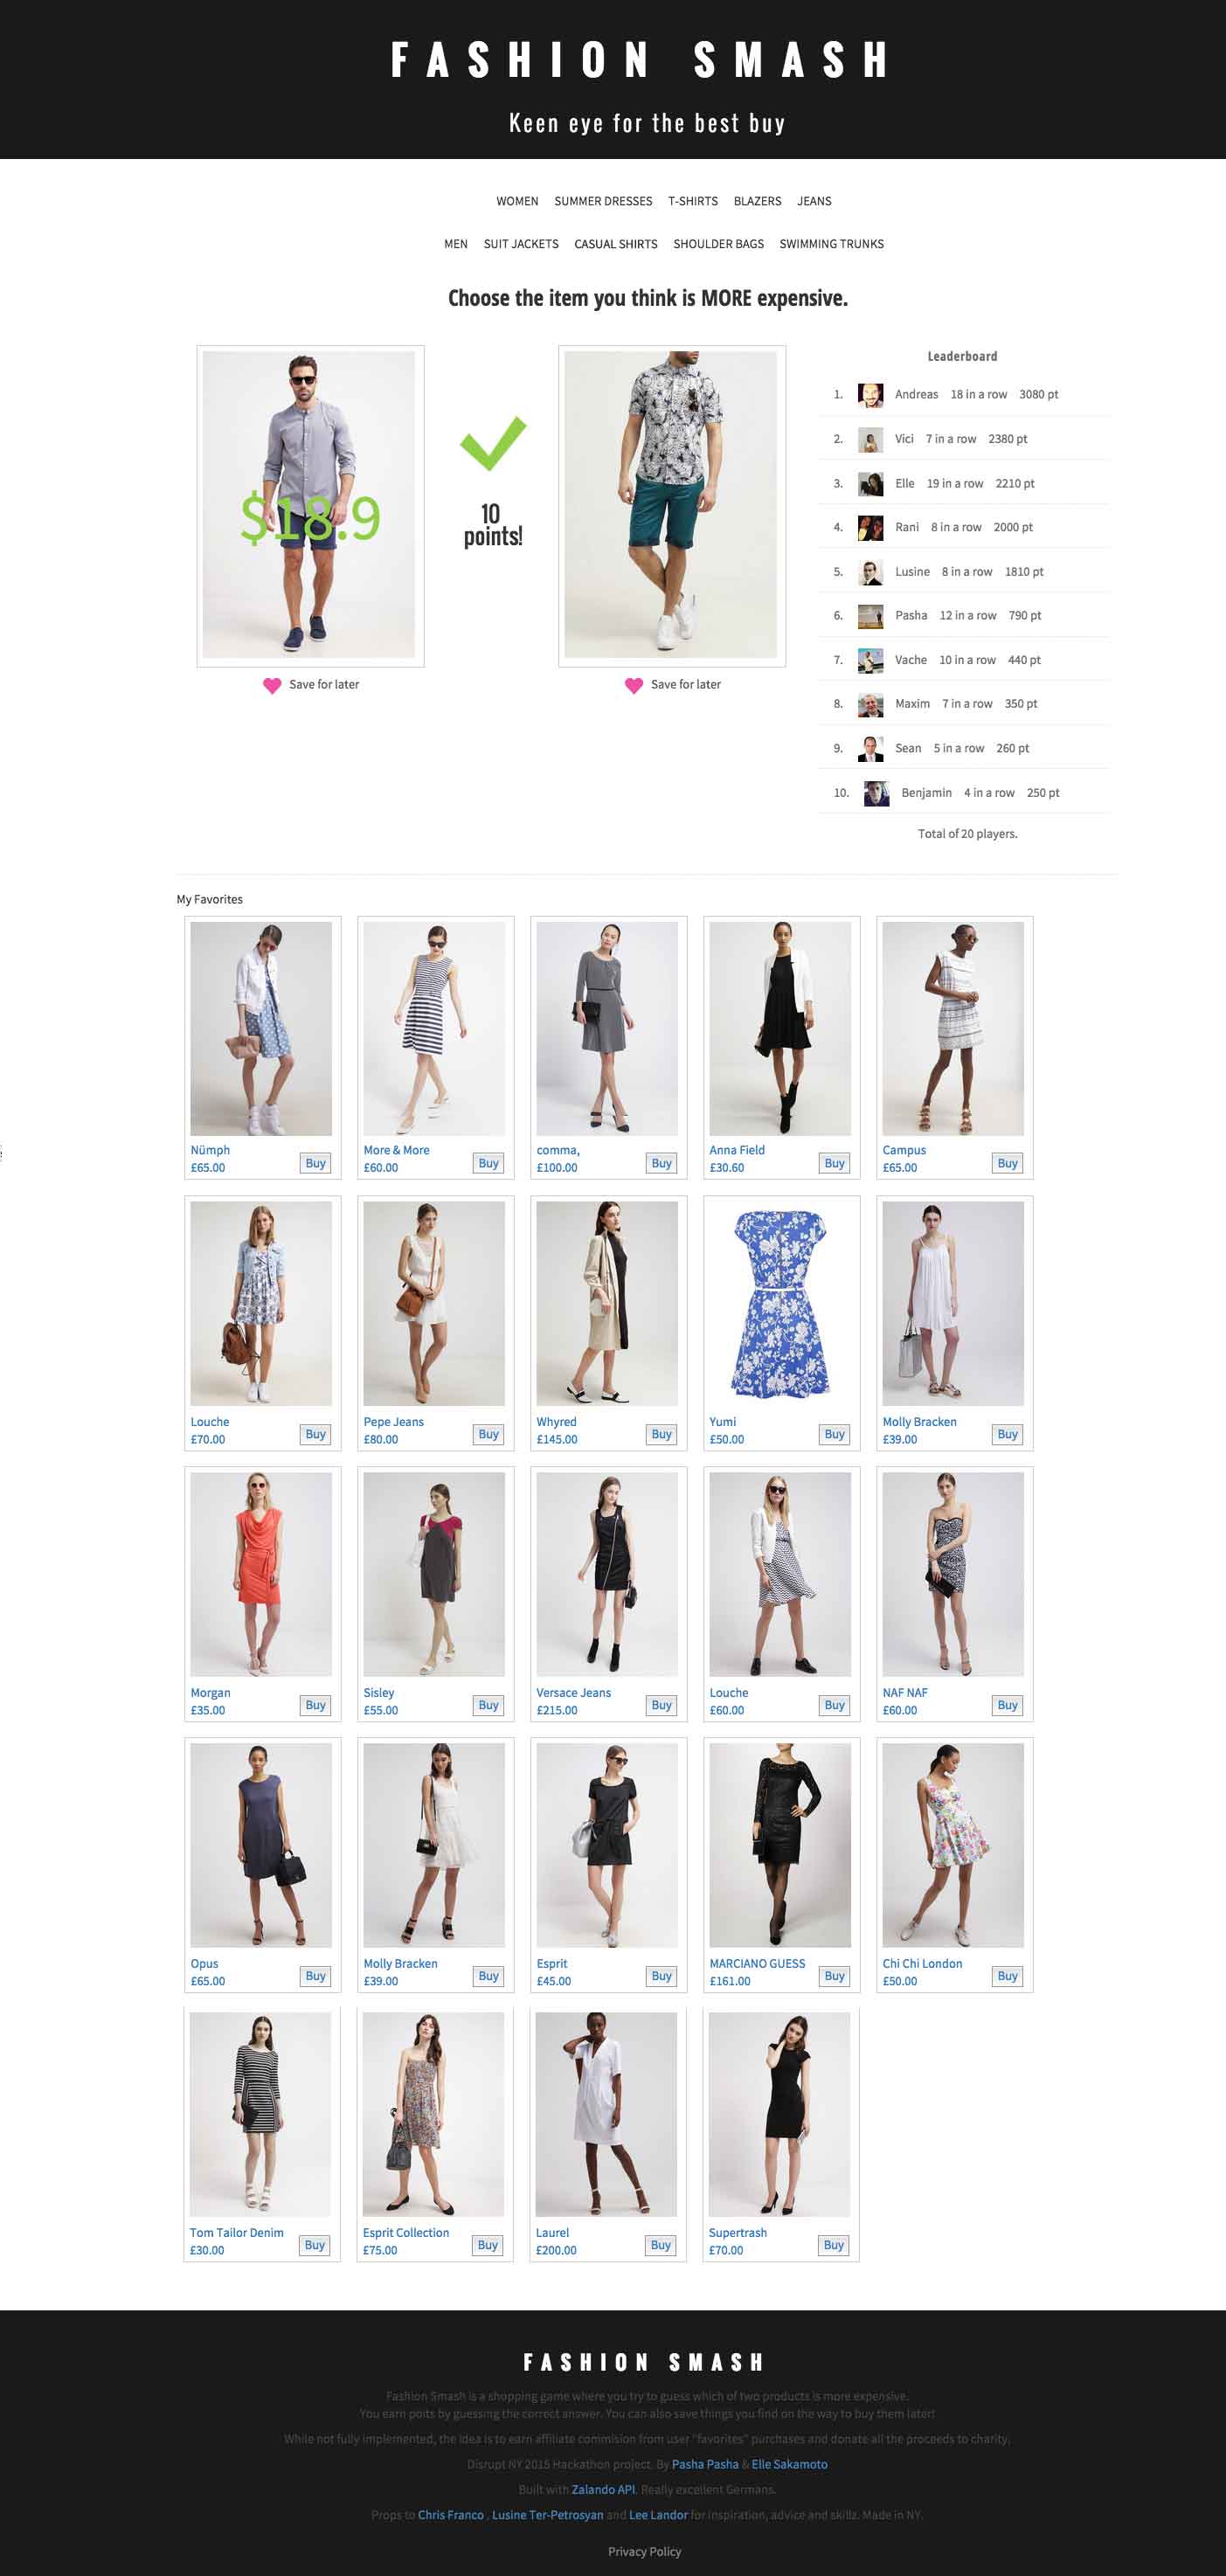 FASHION SMASH
Keen eye for the best buy
WOMEN SUMMER DRESSES T-SHIRTS BLAZERS JEANS
MEN SUIT JACKETS CASUAL SHIRTS SHOULDER BAGS SWIMMING TRUNKS
Choose the item you think is MORE expensive.
$18.9
10
points!
Save for later
Save for later
Leaderboard
1. Andreas 18 in a row 3080 pt
2. Vici 7 in a row 2380 pt
3. Elle 19 in a row 2210 pt
4. Rani 8 in a row 2000 pt
5. Lusine 8 in a row 1810 pt
6. Pasha 12 in a row 790 pt
7. Vache 10 in a row 440 pt
8. Maxim 7 in a row 350 pt
9. Sean 5 in a row 260 pt
10. Benjamin 4 in a row 250 pt
Total of 20 players.
My Favorites
Nümph
£65.00 Buy
More & More
£60.00 Buy
comma,
£100.00 Buy
Anna Field
£30.60 Buy
Campus
£65.00 Buy
Louche
£70.00 Buy
Pepe Jeans
£80.00 Buy
Whyred
£145.00 Buy
Yumi
£50.00 Buy
Molly Bracken
£39.00 Buy
Morgan
£35.00 Buy
Sisley
£55.00 Buy
Versace Jeans
£215.00 Buy
Louche
£60.00 Buy
NAF NAF
£60.00 Buy
Opus
£65.00 Buy
Molly Bracken
£39.00 Buy
Esprit
£45.00 Buy
MARCIANO GUESS
£161.00 Buy
Chi Chi London
£50.00 Buy
Tom Tailor Denim
£30.00 Buy
Esprit Collection
£75.00 Buy
Laurel
£200.00 Buy
Supertrash
£70.00 Buy
FASHION SMASH
Fashion Smash is a shopping game where you try to guess which of two products is more expensive.
You earn poits by guessing the correct answer. You can also save things you find on the way to buy them later!
While not fully implemented, the idea is to earn affiliate commision from user "favorites" purchases and donate all the proceeds to charity.
Disrupt NY 2015 Hackathon project. By Pasha Pasha & Elle Sakamoto
Built with Zalando API. Really excellent Germans.
Props to Chris Franco , Lusine Ter-Petrosyan and Lee Landor for inspiration, advice and skillz. Made in NY.
Privacy Policy